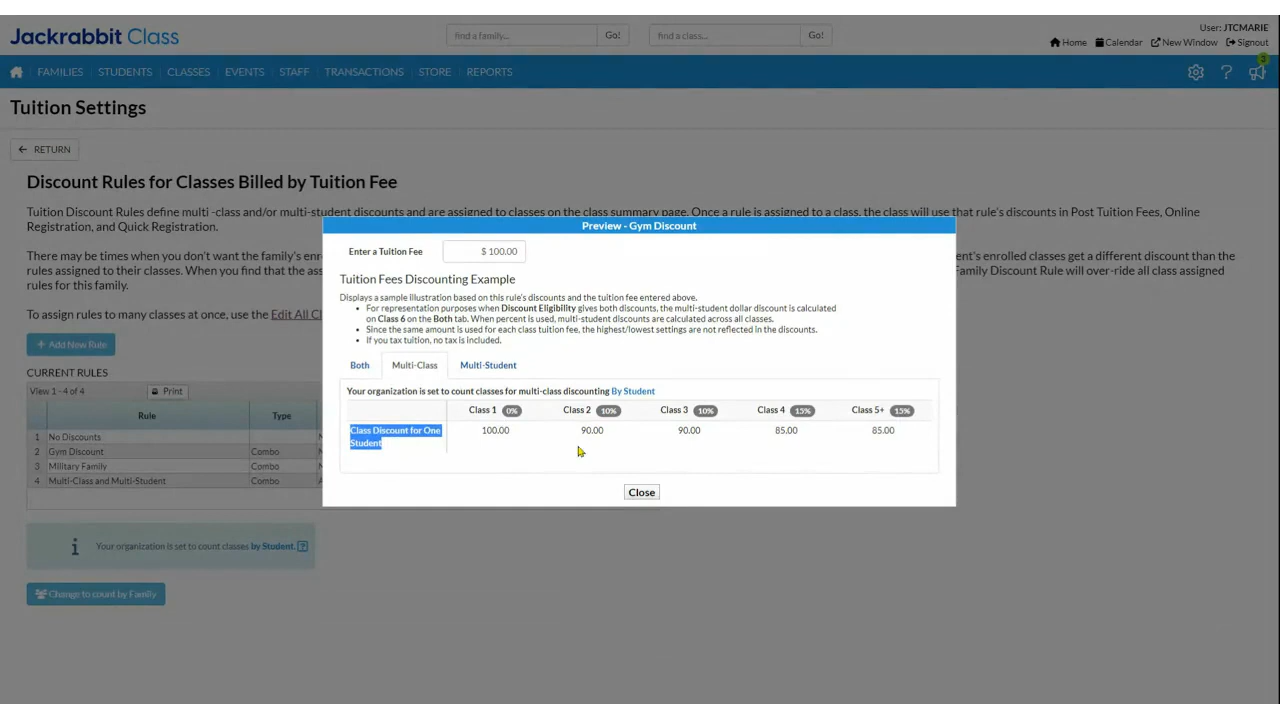 Jackrabbit Class
find a family...
Go!
find a class...
Go!
User: JTCMARIE
Home Calendar New Window Signout
FAMILIES STUDENTS CLASSES EVENTS STAFF TRANSACTIONS STORE REPORTS
?
3
Tuition Settings
← RETURN
Discount Rules for Classes Billed by Tuition Fee
Tuition Discount Rules define multi -class and/or multi-student discounts and are assigned to classes on the class summary page. Once a rule is assigned to a class, the class will use that rule's discounts in Post Tuition Fees, Online
Registration, and Quick Registration.
There may be times when you don't want the family's enr
ent's enrolled classes get a different discount than the
rules assigned to their classes. When you find that the ass
Family Discount Rule will over-ride all class assigned
rules for this family.
To assign rules to many classes at once, use the Edit All Cl
+ Add New Rule
CURRENT RULES
View 1 - 4 of 4
Print
Rule Type
1 No Discounts
2 Gym Discount Combo
3 Military Family Combo
4 Multi-Class and Multi-Student Combo
i Your organization is set to count classes by Student. [?]
Change to count by Family
Preview - Gym Discount
Enter a Tuition Fee $ 100.00
Tuition Fees Discounting Example
Displays a sample illustration based on this rule's discounts and the tuition fee entered above.
• For representation purposes when Discount Eligibility gives both discounts, the multi-student dollar discount is calculated
on Class 6 on the Both tab. When percent is used, multi-student discounts are calculated across all classes.
• Since the same amount is used for each class tuition fee, the highest/lowest settings are not reflected in the discounts.
• If you tax tuition, no tax is included.
Both Multi-Class Multi-Student
Your organization is set to count classes for multi-class discounting By Student
Class 1 0% Class 2 10% Class 3 10% Class 4 15% Class 5+ 15%
Class Discount for One 100.00 90.00 90.00 85.00 85.00
Student
Close